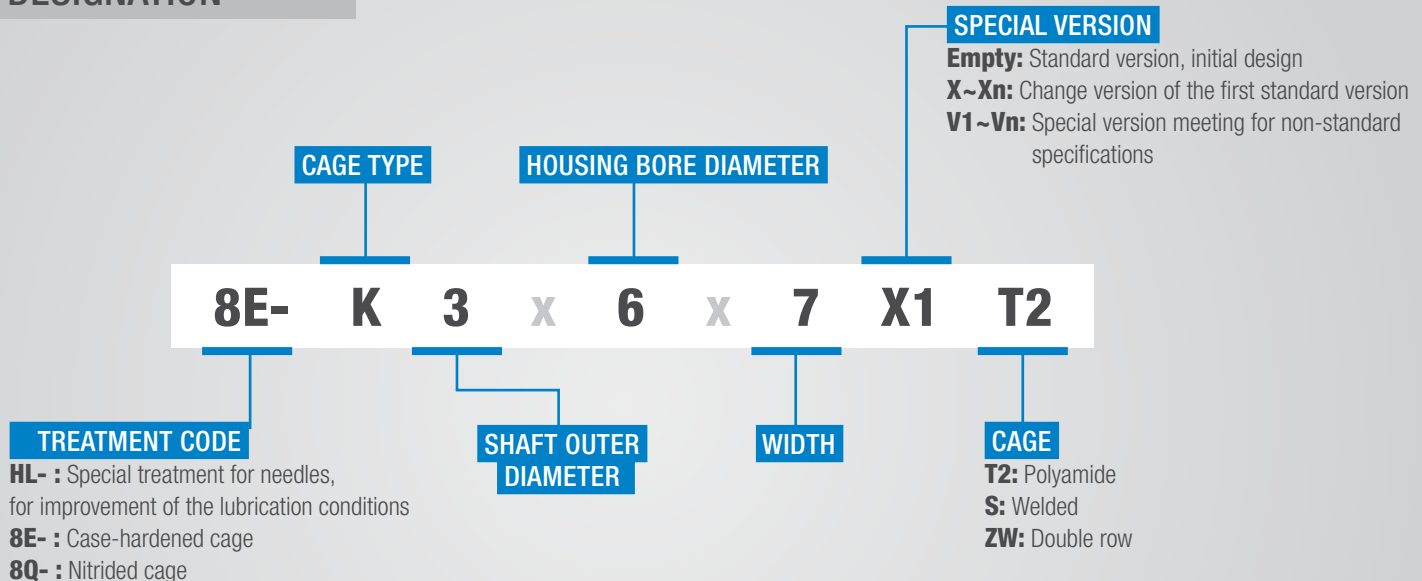 DESIGNATION
SPECIAL VERSION
Empty: Standard version, initial design
X~Xn: Change version of the first standard version
V1~Vn: Special version meeting for non-standard
specifications
CAGE TYPE
HOUSING BORE DIAMETER
8E- K 3 x 6 x 7 X1 T2
TREATMENT CODE
HL- : Special treatment for needles,
for improvement of the lubrication conditions
8E- : Case-hardened cage
8Q- : Nitrided cage
SHAFT OUTER
DIAMETER
WIDTH
CAGE
T2: Polyamide
S: Welded
ZW: Double row